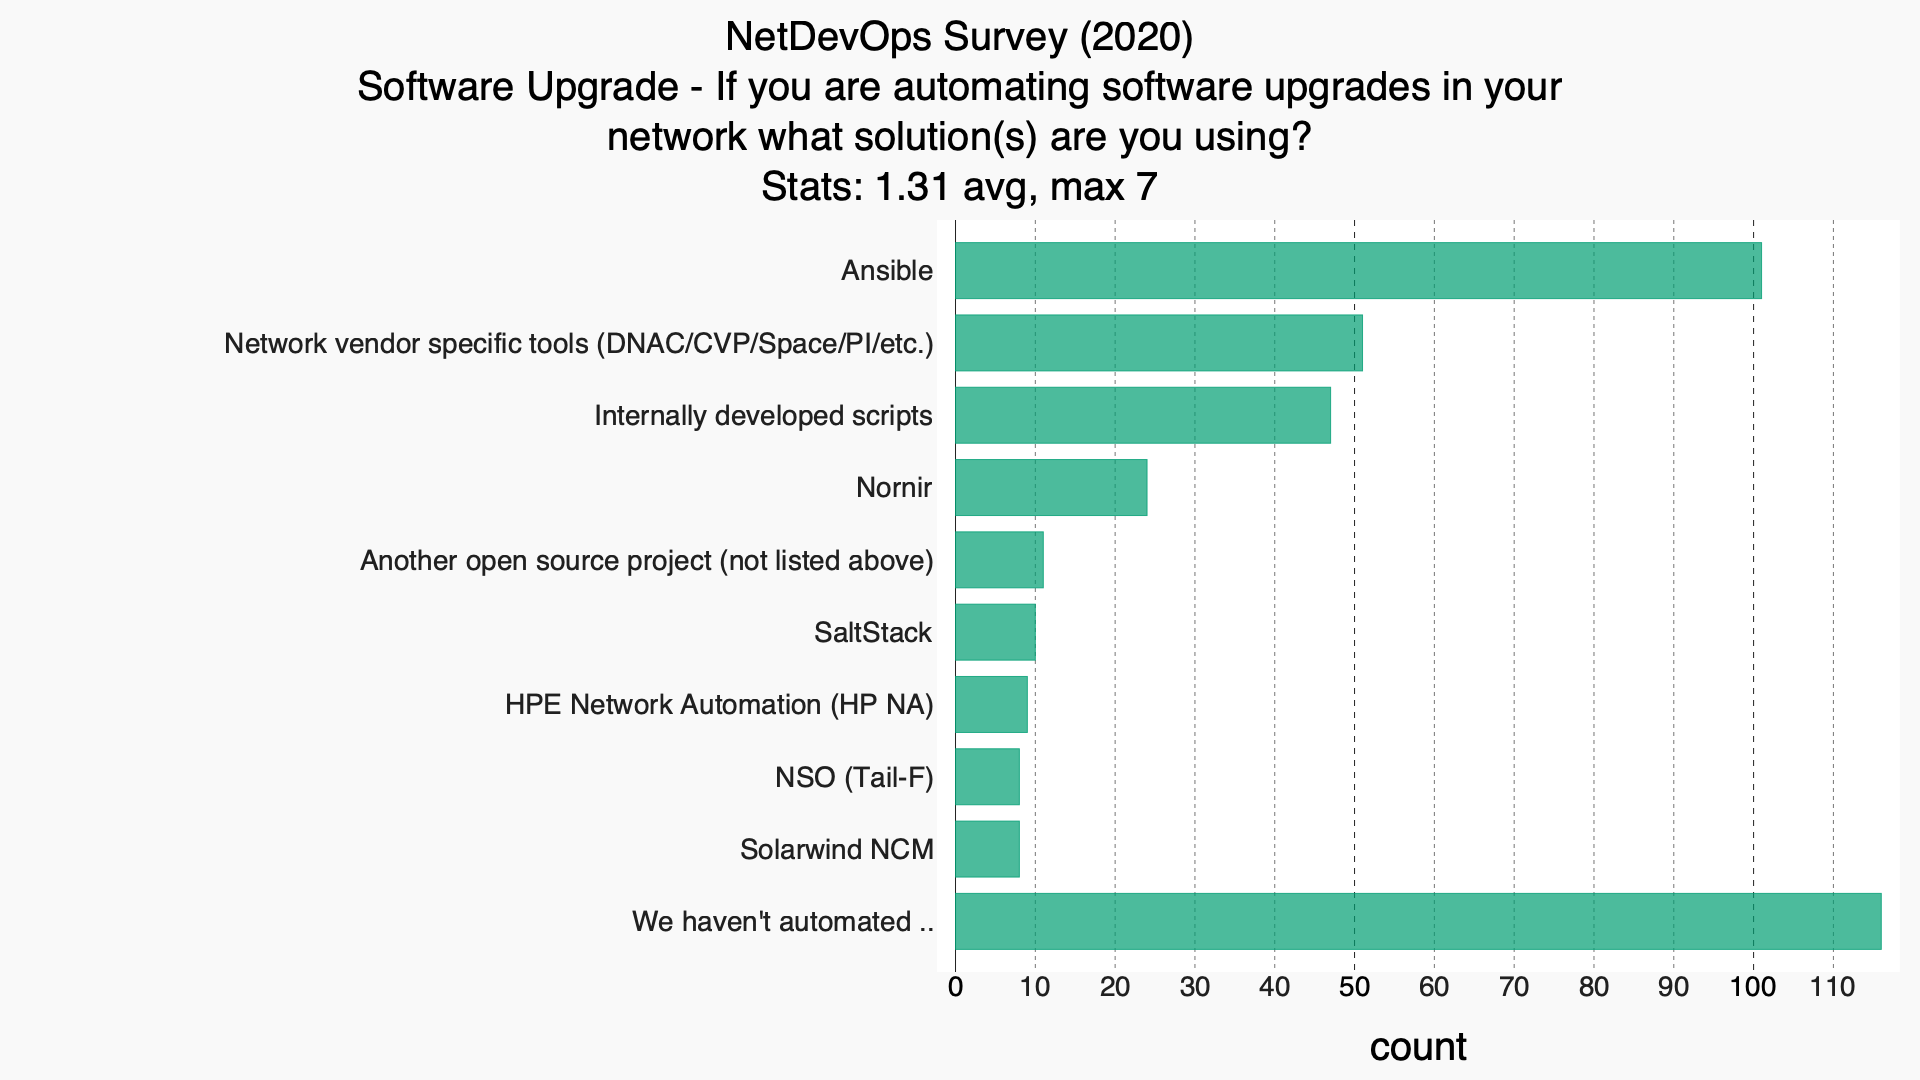 NetDevOps Survey (2020)
Software Upgrade - If you are automating software upgrades in your
network what solution(s) are you using?
Stats: 1.31 avg, max 7
Ansible
Network vendor specific tools (DNAC/CVP/Space/PI/etc.)
Internally developed scripts
Nornir
Another open source project (not listed above)
SaltStack
HPE Network Automation (HP NA)
NSO (Tail-F)
Solarwind NCM
We haven't automated ..
0 10 20 30 40 50 60 70 80 90 100 110
count